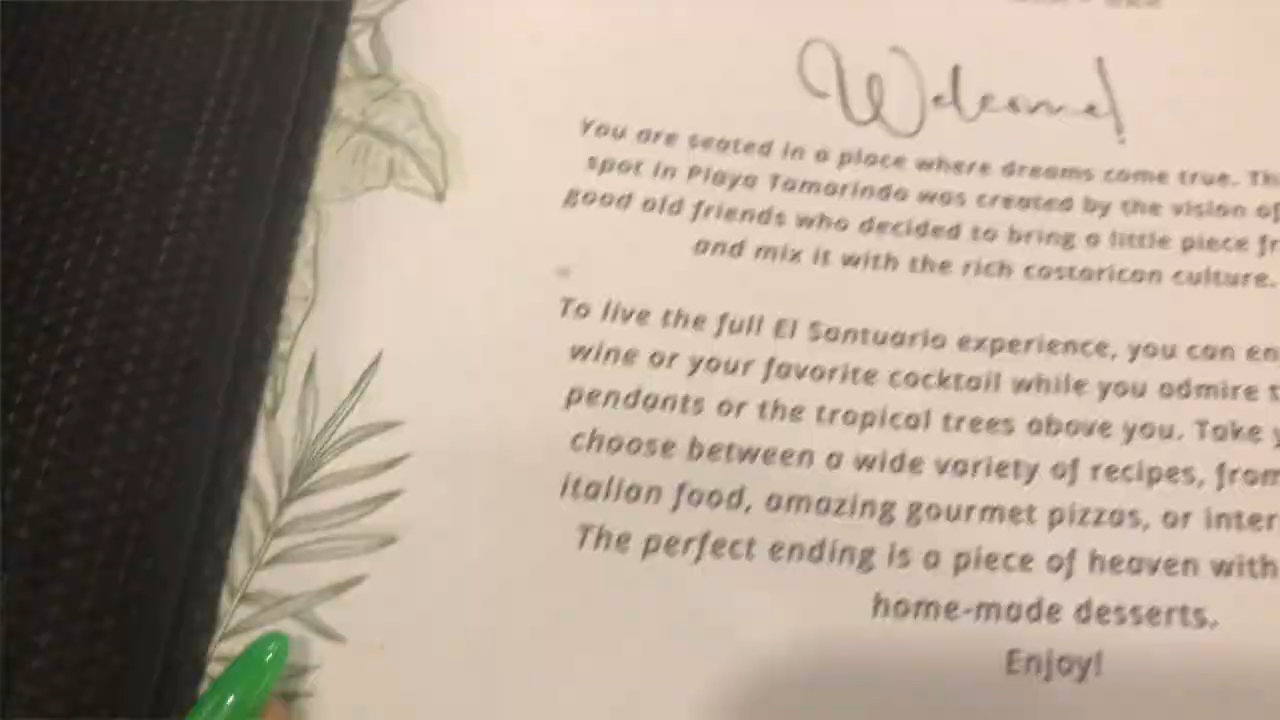 Welcome!
You are seated in a place where dreams come true.
spot in Playa Tamarindo was created by the vision of
good old friends who decided to bring a little piece
and mix it with the rich costarican culture.
To live the full El Santuario experience, you can
wine or your favorite cocktail while you admire
pendants or the tropical trees above you. Take
choose between a wide variety of recipes, from
italian food, amazing gourmet pizzas, or
The perfect ending is a piece of heaven with
home-made desserts.
Enjoy!